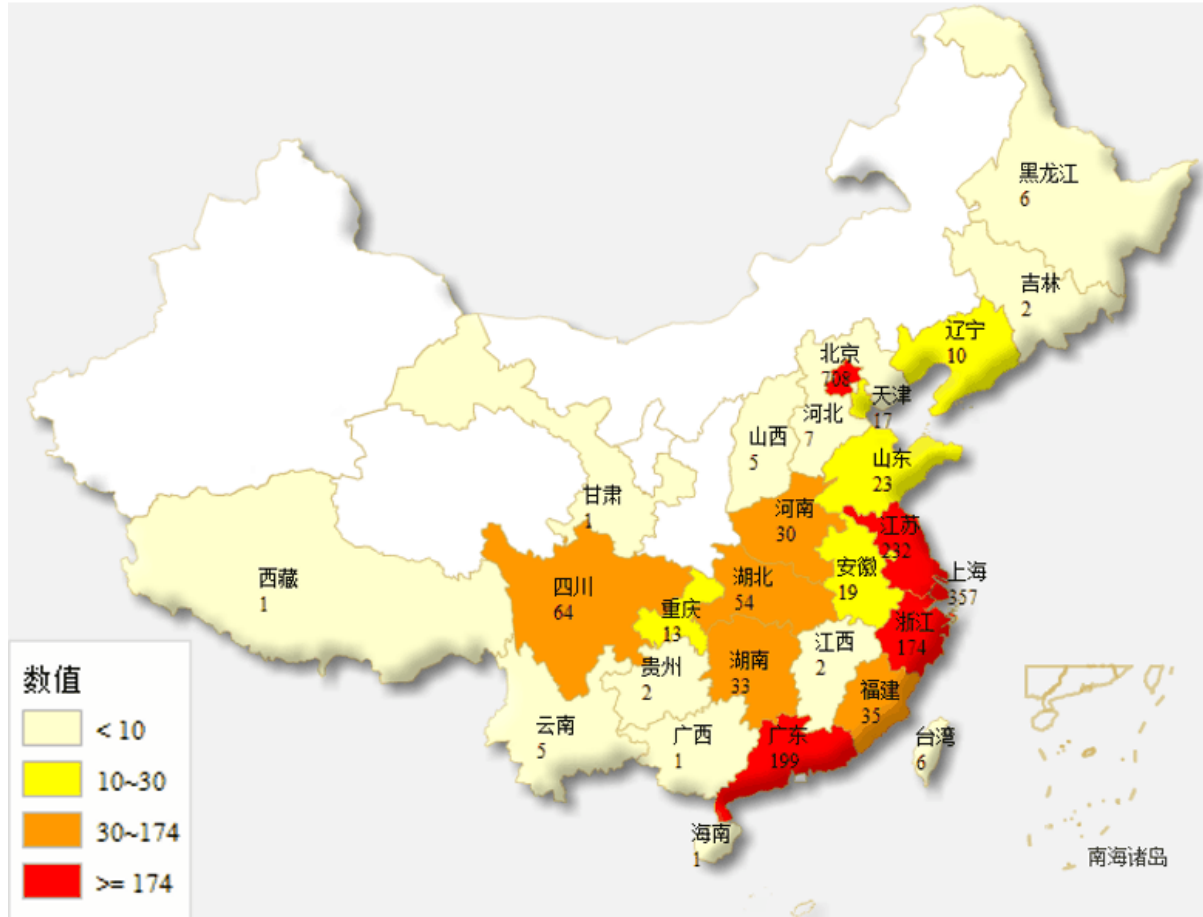 黑龙江
6
吉林
2
辽宁
10
北京
708
天津
17
河北
7
山西
5
山东
23
甘肃
1
河南
30
江苏
232
安徽
19
上海
357
西藏
1
四川
64
湖北
54
重庆
13
浙江
174
江西
2
湖南
33
贵州
2
福建
35
云南
5
广西
1
广东
199
台湾
6
海南
1
南海诸岛
数值
< 10
10~30
30~174
>= 174